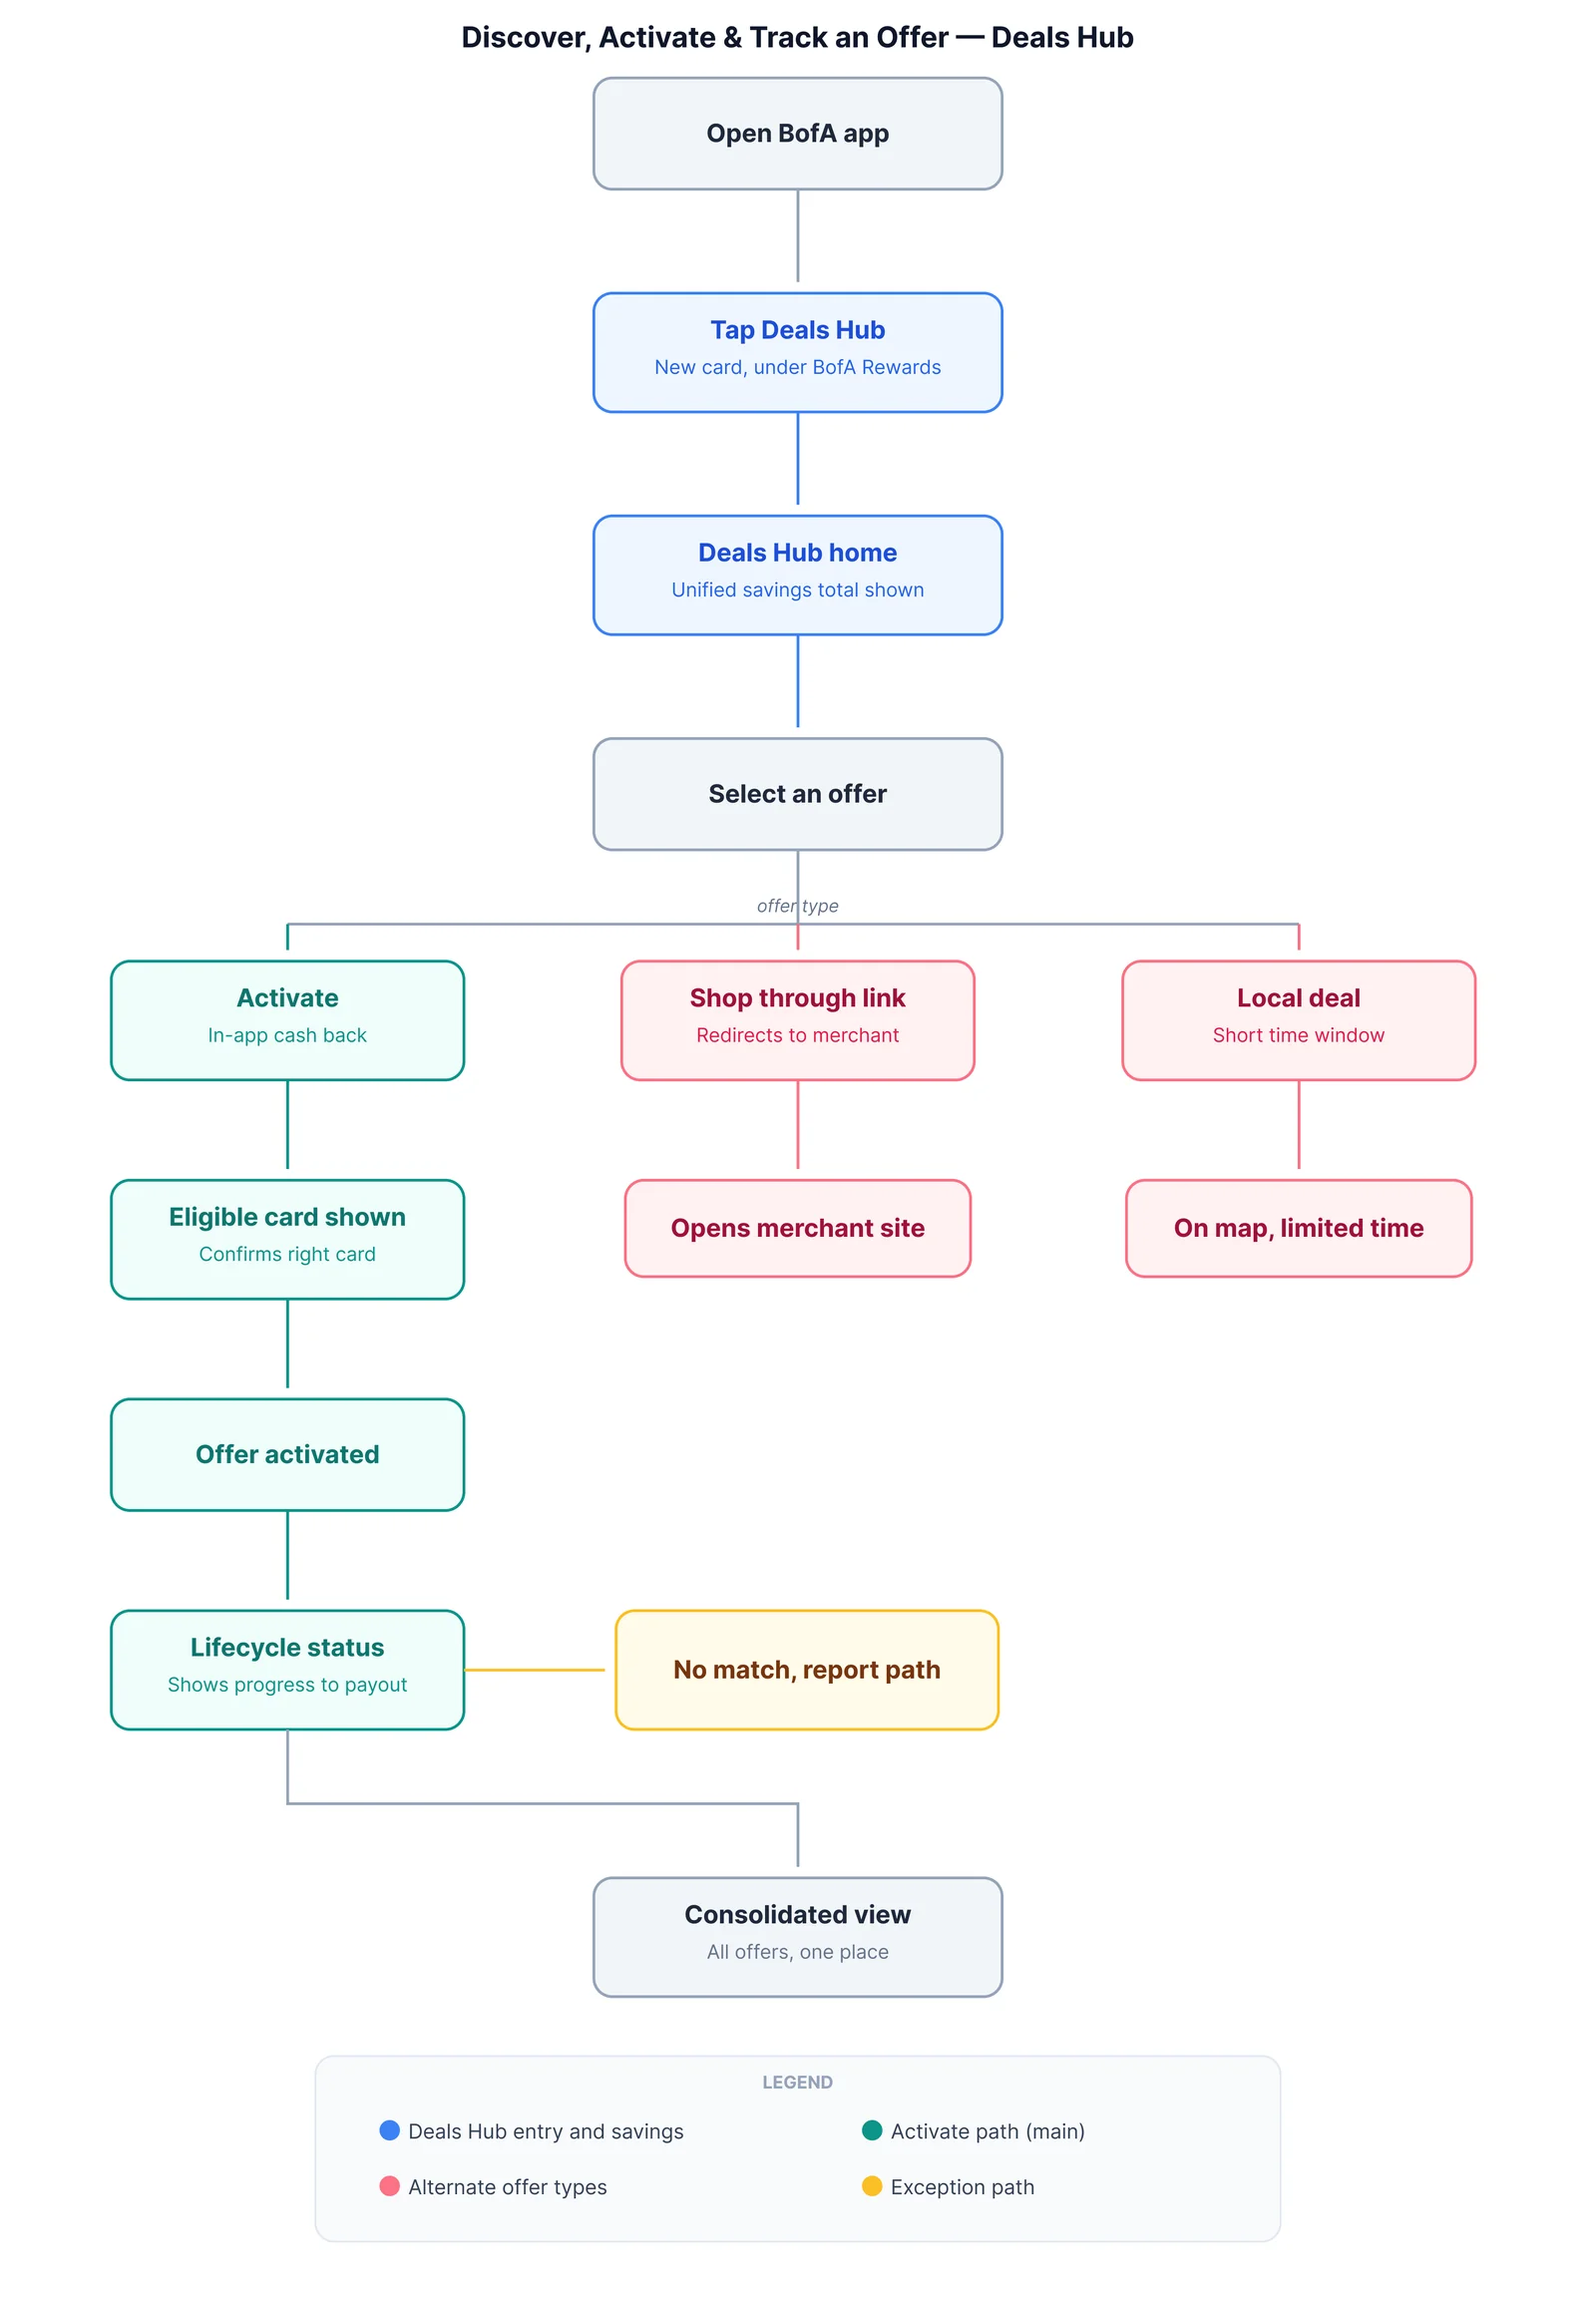 Discover, Activate & Track an Offer — Deals Hub
Open BofA app
Tap Deals Hub
New card, under BofA Rewards
Deals Hub home
Unified savings total shown
Select an offer
offer type
Activate
In-app cash back
Shop through link
Redirects to merchant
Local deal
Short time window
Eligible card shown
Confirms right card
Opens merchant site
On map, limited time
Offer activated
Lifecycle status
Shows progress to payout
No match, report path
Consolidated view
All offers, one place
LEGEND
Deals Hub entry and savings
Activate path (main)
Alternate offer types
Exception path